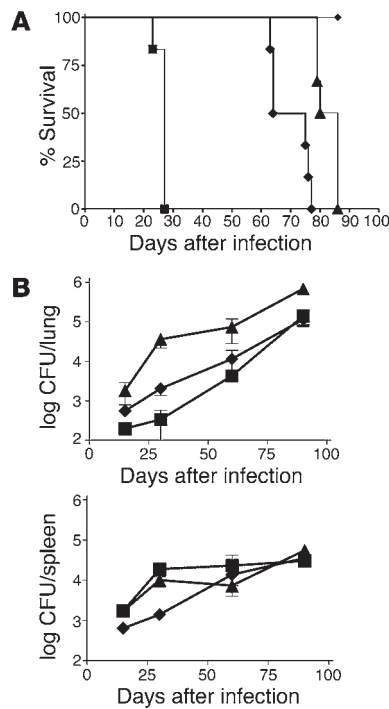 A
100
75
50
25
0
% Survival
0 10 20 30 40 50 60 70 80 90 100
Days after infection
B
6
5
4
3
2
log CFU/lung
0 25 50 75 100
Days after infection
6
5
4
3
2
log CFU/spleen
0 25 50 75 100
Days after infection